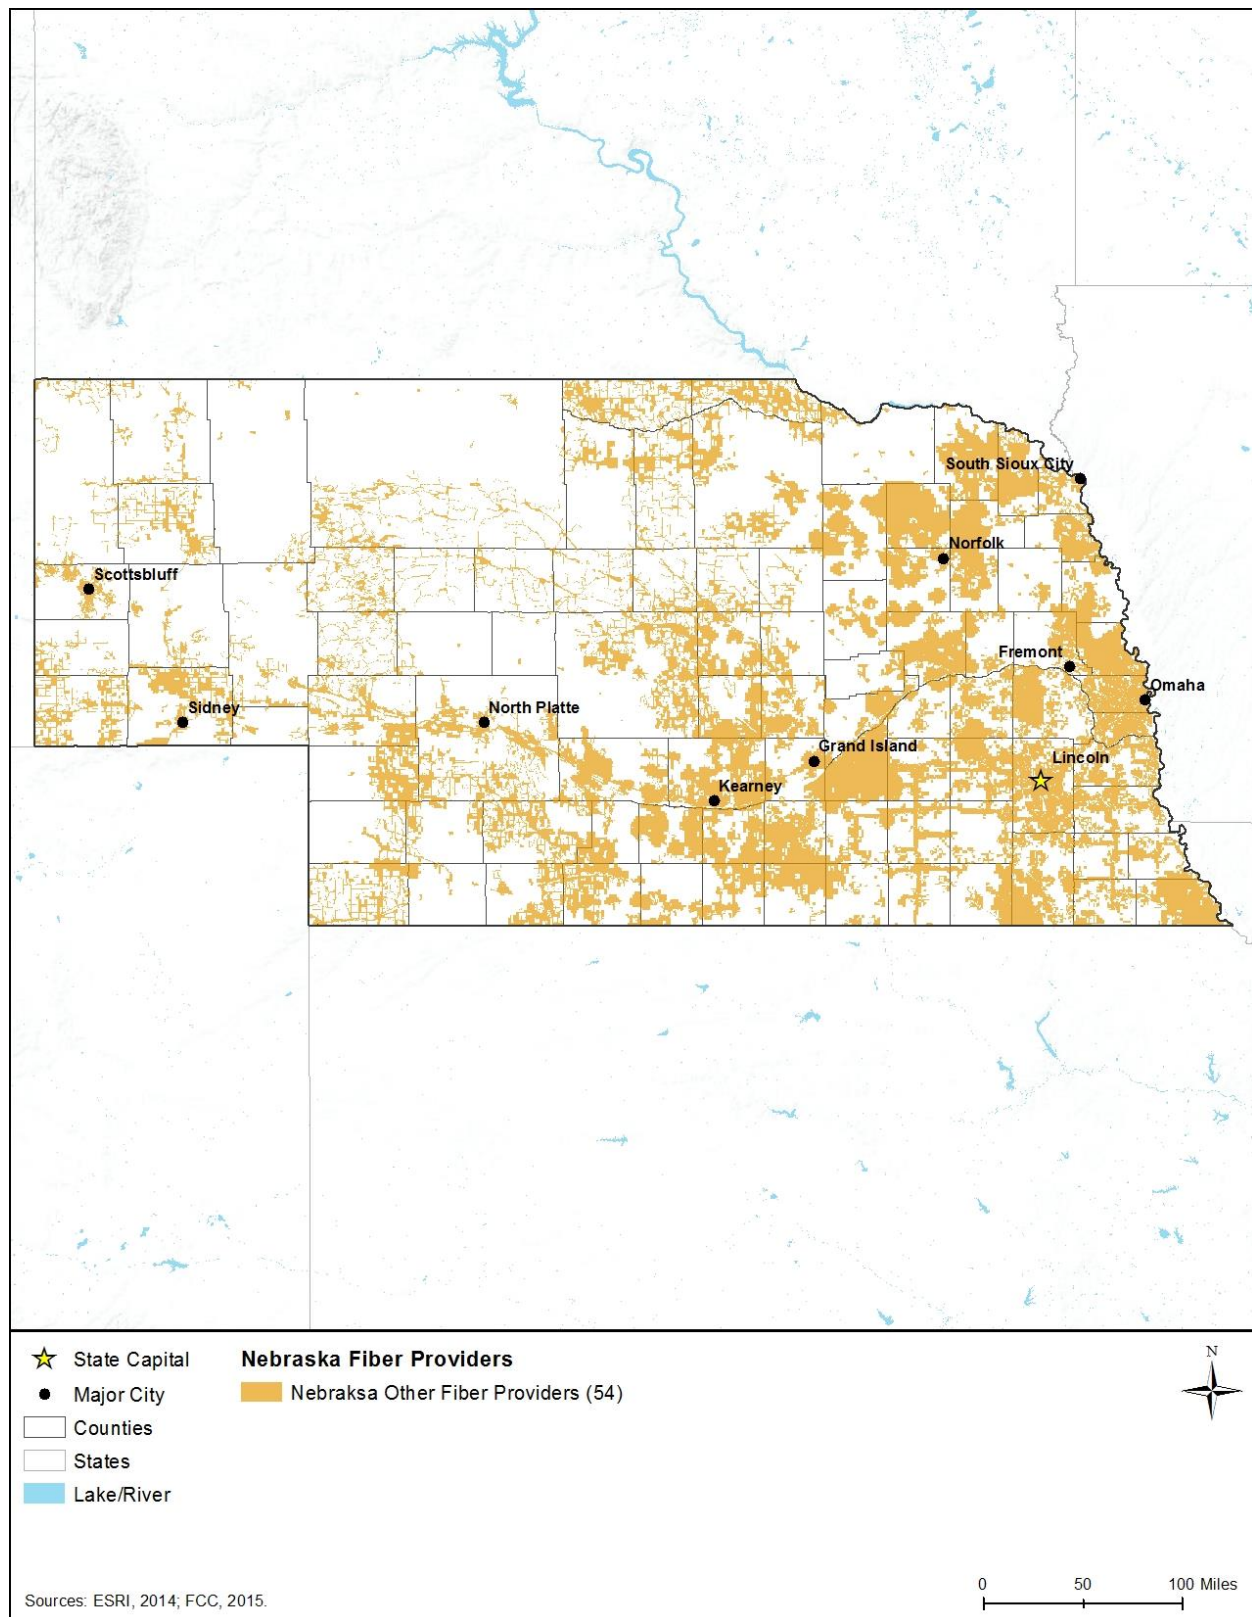 South Sioux City
Norfolk
Scottsbluff
Fremont
Omaha
Sidney
North Platte
Grand Island
Lincoln
Kearney
State Capital
Major City
Counties
States
Lake/River
Nebraska Fiber Providers
Nebraksa Other Fiber Providers (54)
N
Sources: ESRI, 2014; FCC, 2015.
0 50 100 Miles